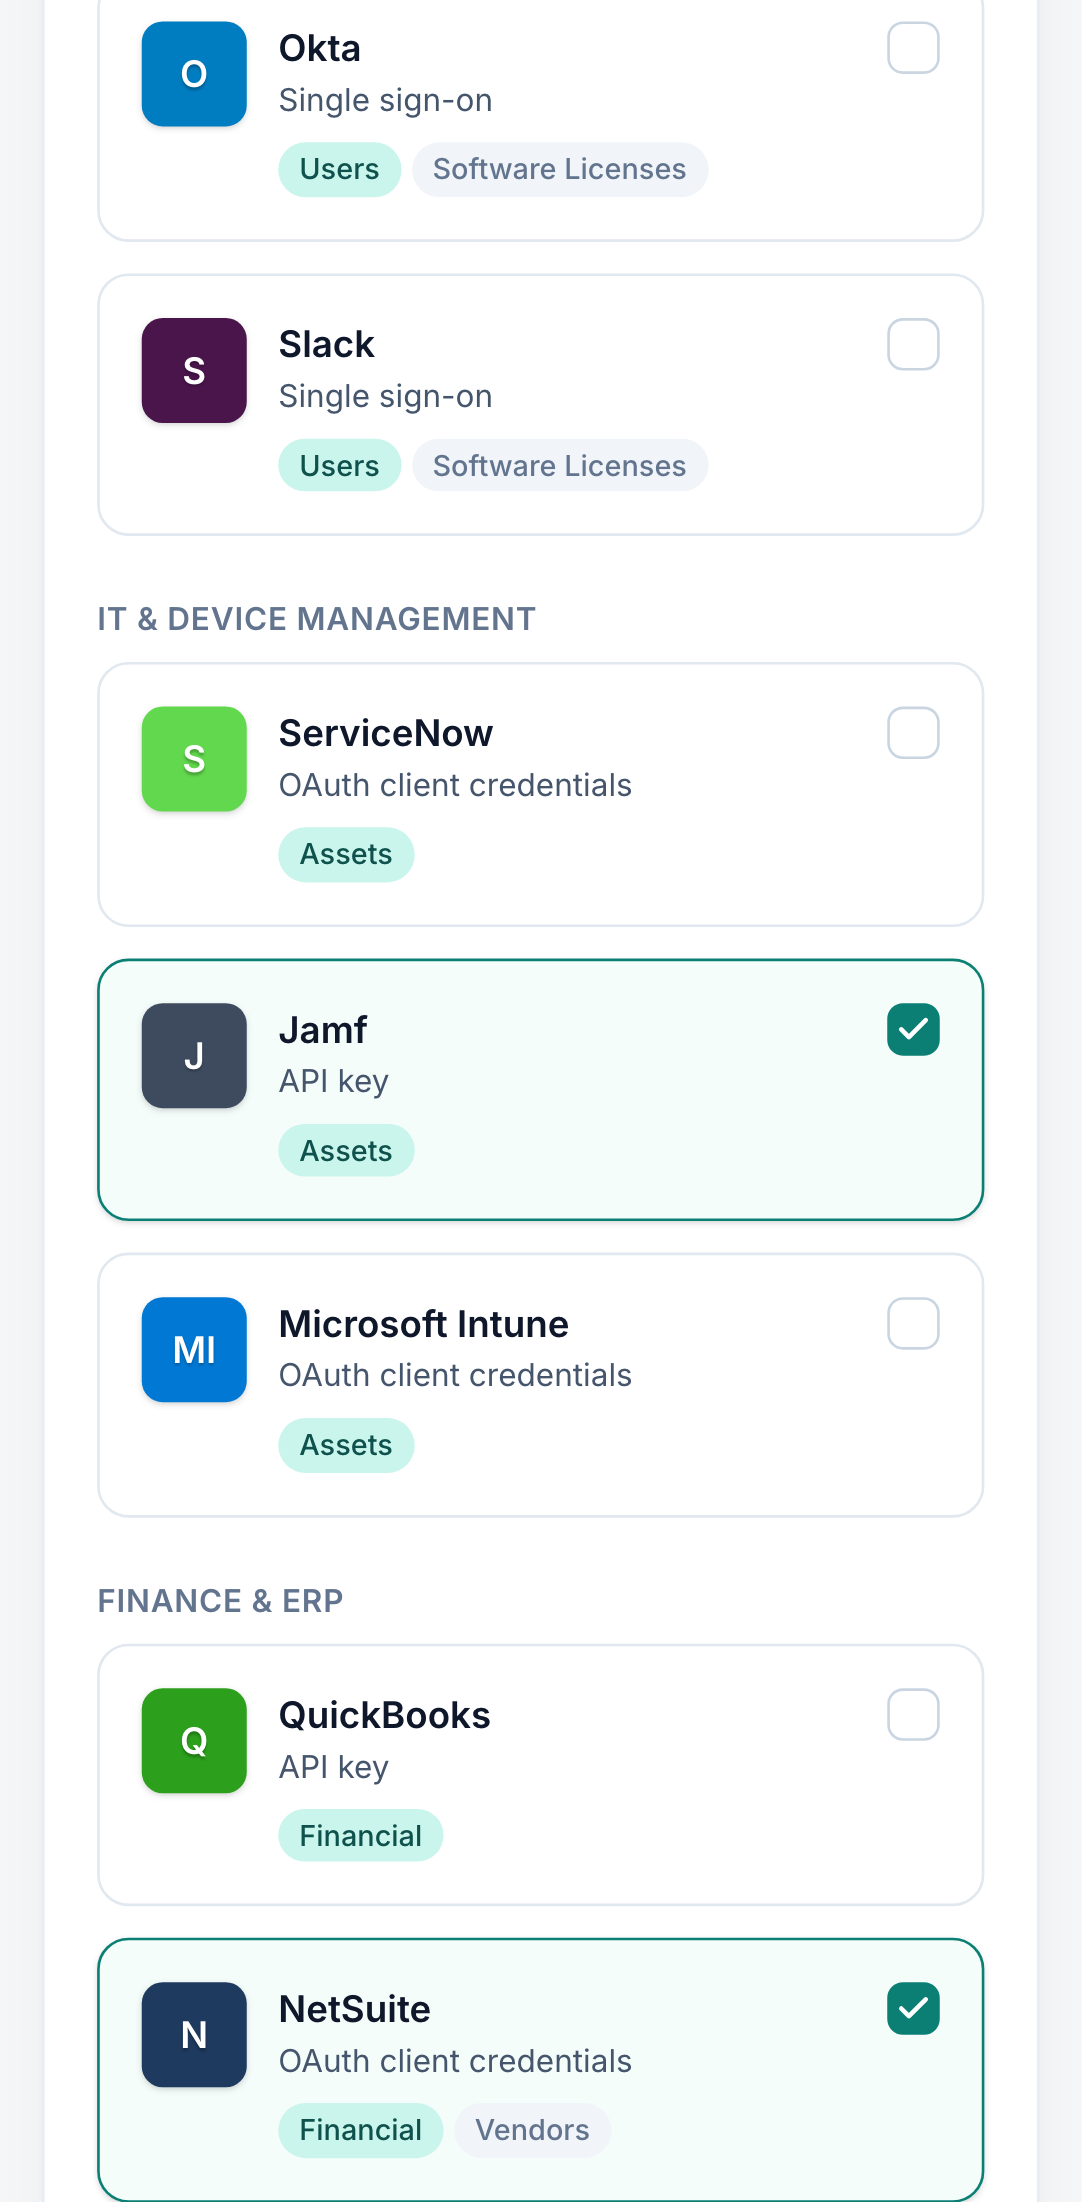 O
Okta
Single sign-on
Users
Software Licenses
S
Slack
Single sign-on
Users
Software Licenses
IT & DEVICE MANAGEMENT
S
ServiceNow
OAuth client credentials
Assets
J
Jamf
API key
Assets
MI
Microsoft Intune
OAuth client credentials
Assets
FINANCE & ERP
Q
QuickBooks
API key
Financial
N
NetSuite
OAuth client credentials
Financial
Vendors